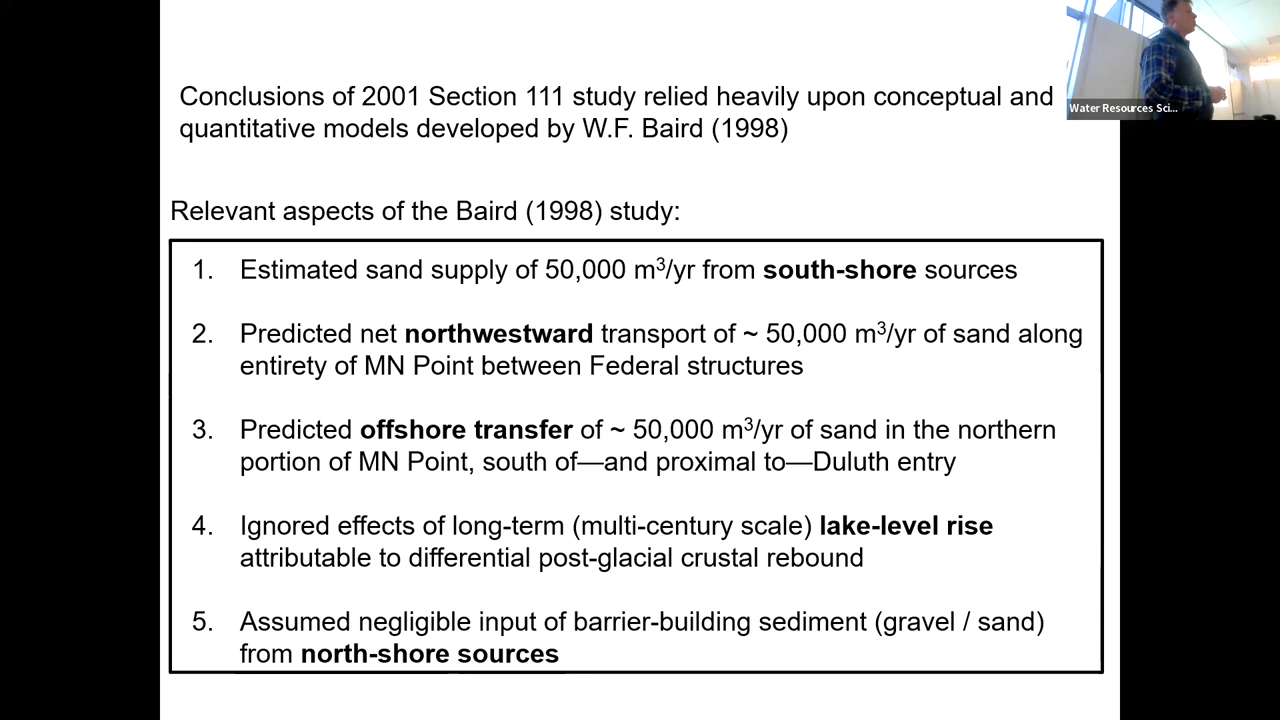 Conclusions of 2001 Section 111 study relied heavily upon conceptual and
quantitative models developed by W.F. Baird (1998)
Water Resources Sci...
Relevant aspects of the Baird (1998) study:
1. Estimated sand supply of 50,000 m³/yr from south-shore sources
2. Predicted net northwestward transport of ~ 50,000 m³/yr of sand along
entirety of MN Point between Federal structures
3. Predicted offshore transfer of ~ 50,000 m³/yr of sand in the northern
portion of MN Point, south of—and proximal to—Duluth entry
4. Ignored effects of long-term (multi-century scale) lake-level rise
attributable to differential post-glacial crustal rebound
5. Assumed negligible input of barrier-building sediment (gravel / sand)
from north-shore sources